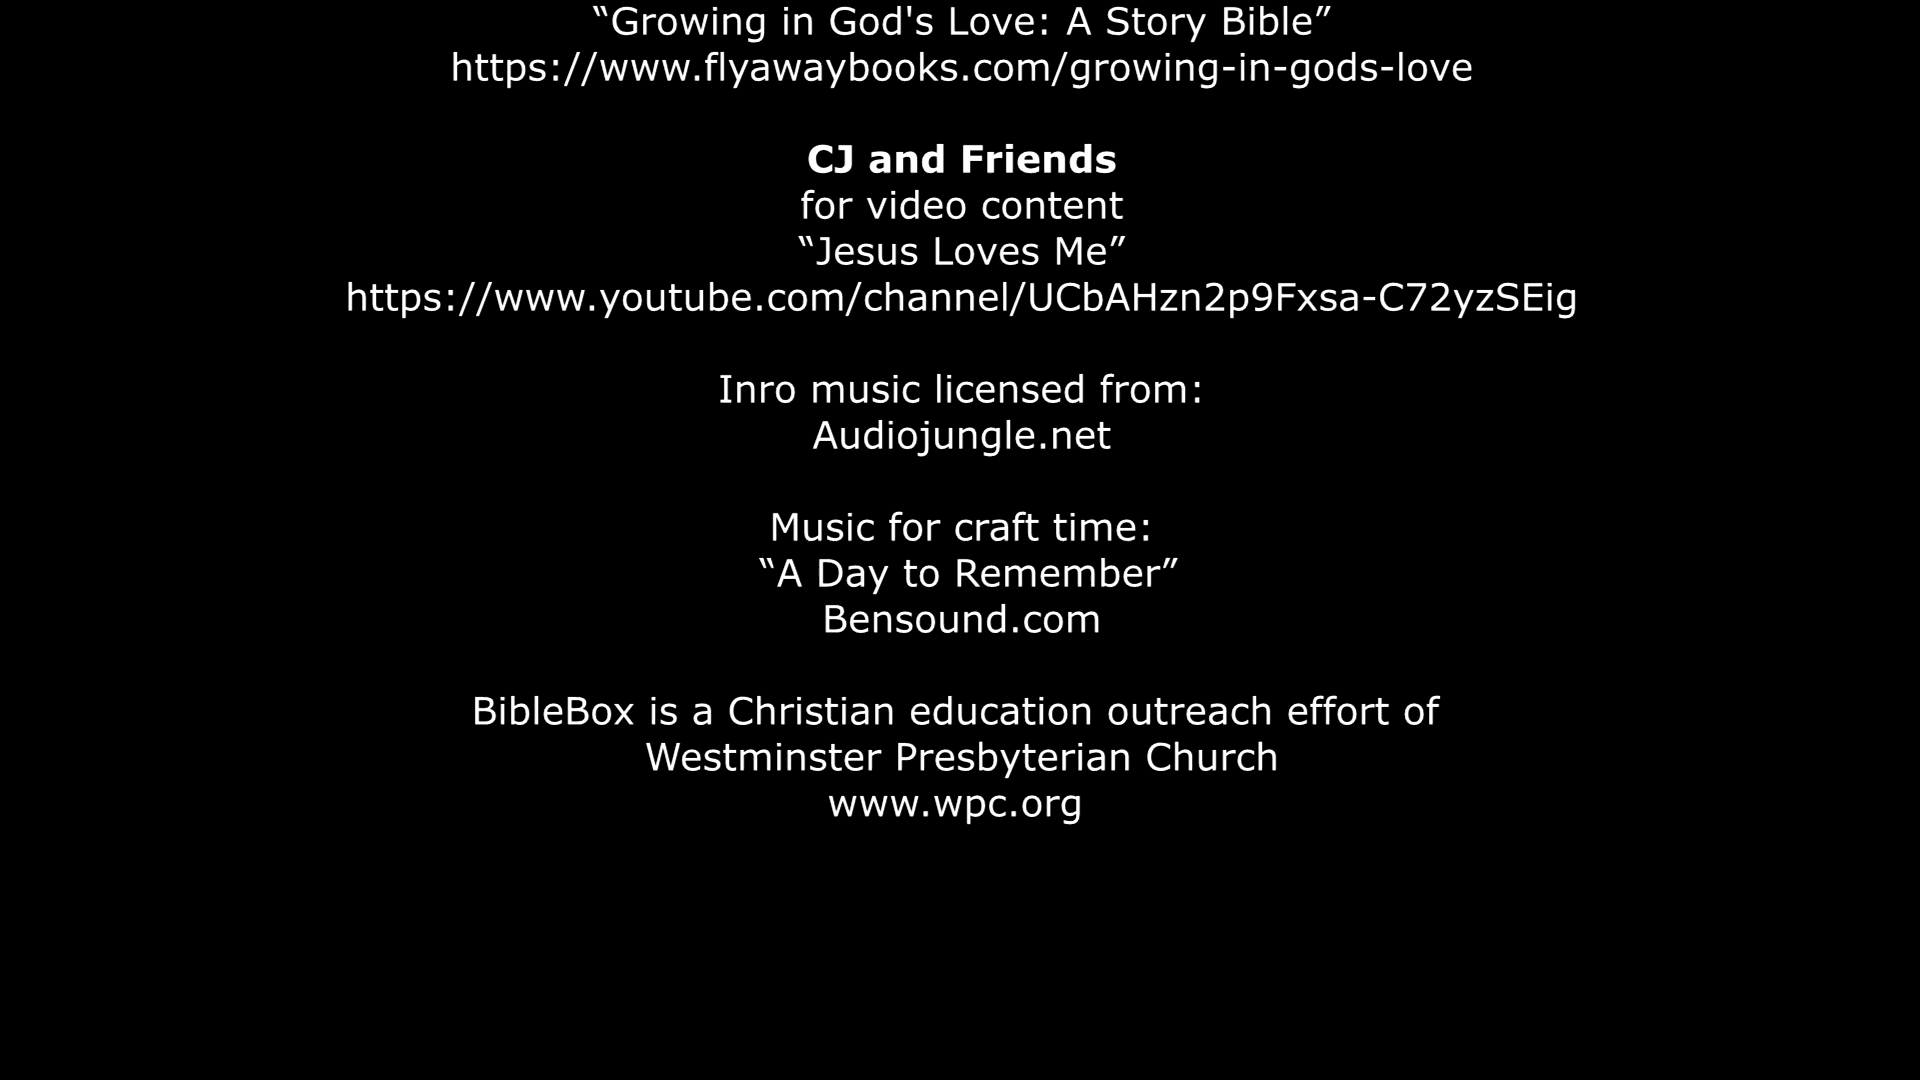 “Growing in God's Love: A Story Bible”
https://www.flyawaybooks.com/growing-in-gods-love
CJ and Friends
for video content
“Jesus Loves Me”
https://www.youtube.com/channel/UCbAHzn2p9Fxsa-C72yzSEig
Inro music licensed from:
Audiojungle.net
Music for craft time:
“A Day to Remember”
Bensound.com
BibleBox is a Christian education outreach effort of
Westminster Presbyterian Church
www.wpc.org